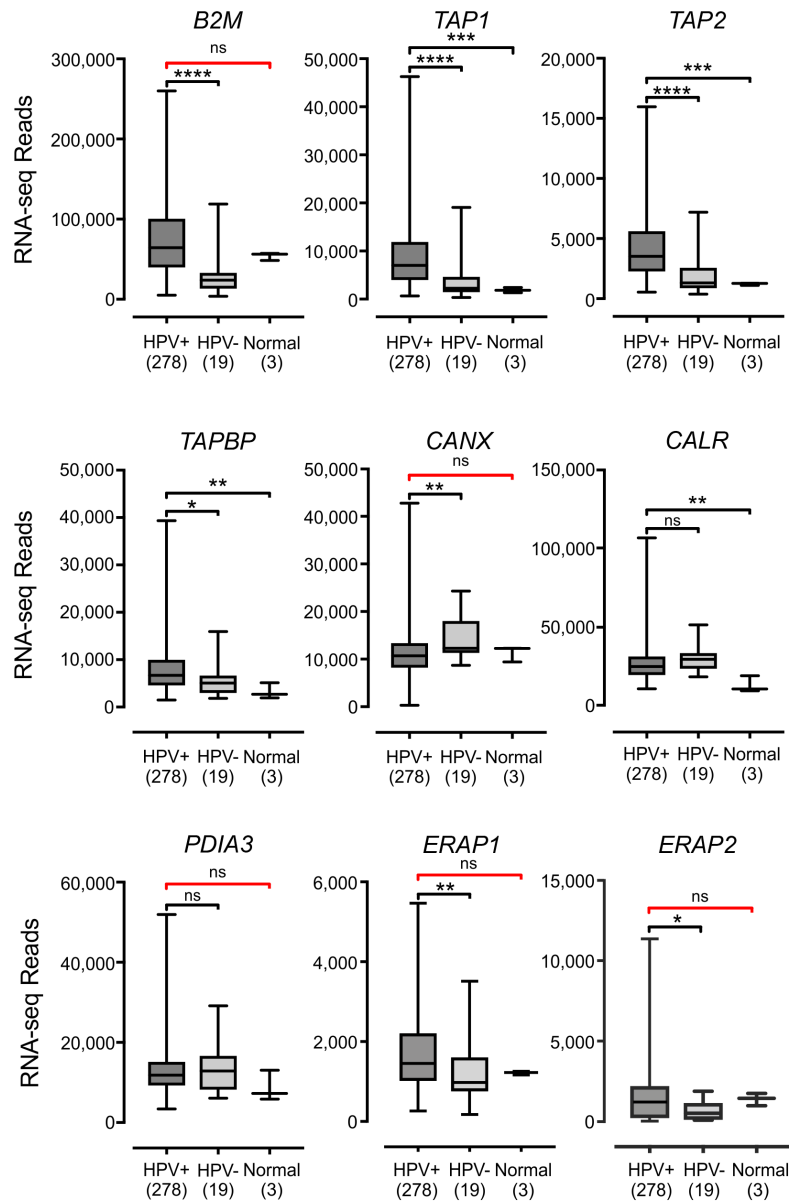 B2M TAP1 TAP2
RNA-seq Reads
300,000
200,000
100,000
0
ns
****
HPV+ HPV- Normal
(278) (19) (3)
50,000
40,000
30,000
20,000
10,000
0
***
****
HPV+ HPV- Normal
(278) (19) (3)
20,000
15,000
10,000
5,000
0
***
****
HPV+ HPV- Normal
(278) (19) (3)
TAPBP CANX CALR
RNA-seq Reads
50,000
40,000
30,000
20,000
10,000
0
**
*
HPV+ HPV- Normal
(278) (19) (3)
50,000
40,000
30,000
20,000
10,000
0
ns
**
HPV+ HPV- Normal
(278) (19) (3)
150,000
100,000
50,000
0
**
ns
HPV+ HPV- Normal
(278) (19) (3)
PDIA3 ERAP1 ERAP2
RNA-seq Reads
60,000
40,000
20,000
0
ns
ns
HPV+ HPV- Normal
(278) (19) (3)
6,000
4,000
2,000
0
ns
**
HPV+ HPV- Normal
(278) (19) (3)
15,000
10,000
5,000
0
ns
*
HPV+ HPV- Normal
(278) (19) (3)